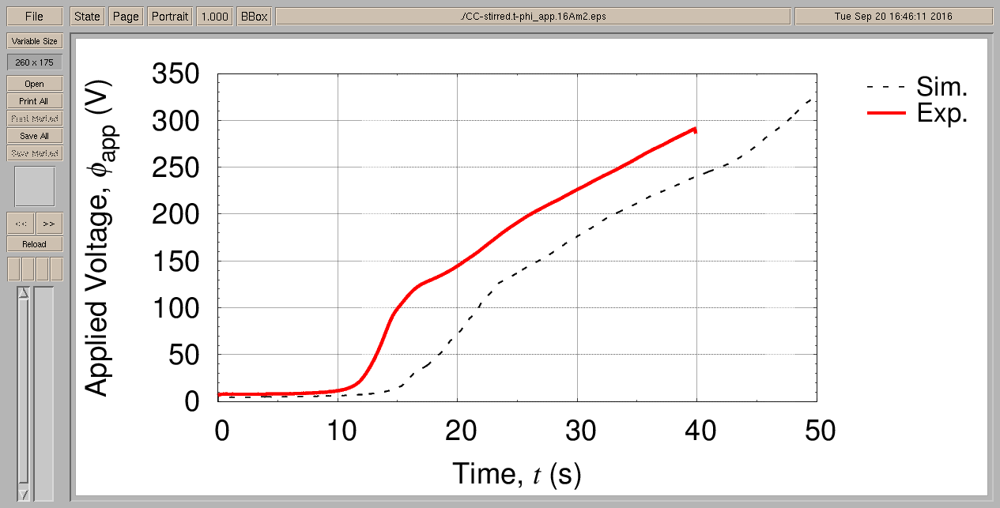 File
State
Page
Portrait
1.000
BBox
./CC-stirred.t-phi_app.16Am2.eps
Tue Sep 20 16:46:11 2016
Variable Size
260 x 175
Open
Print All
Print Marked
Save All
Save Marked
<< >>
Reload
Applied Voltage, ϕapp (V)
350
300
250
200
150
100
50
0
0 10 20 30 40 50
Time, t (s)
Sim.
Exp.